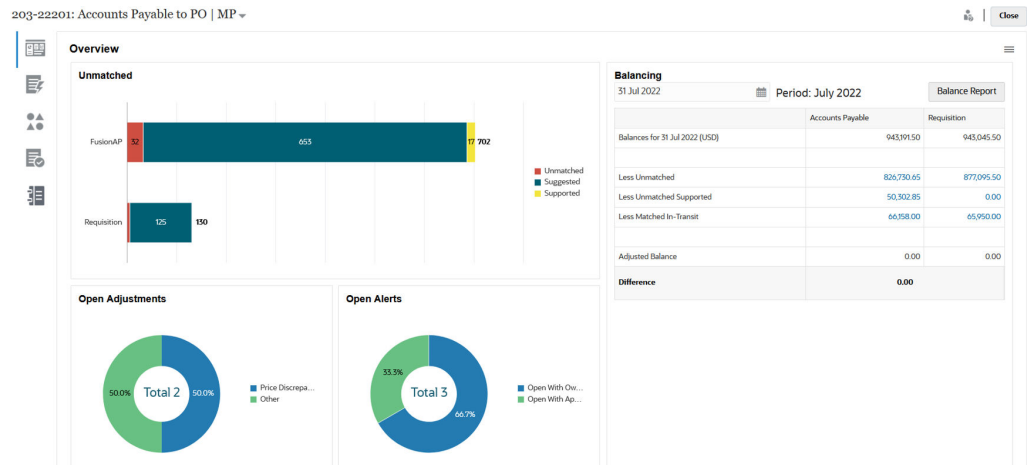 203-22201: Accounts Payable to PO | MP
Close
Overview
Unmatched
FusionAP
32
653
17
702
Requisition
125
130
Unmatched
Suggested
Supported
Open Adjustments
50.0%
Total 2
50.0%
Price Discrepa...
Other
Open Alerts
33.3%
Total 3
66.7%
Open With Ow...
Open With Ap...
Balancing
31 Jul 2022
Period: July 2022
Balance Report
Accounts Payable Requisition
Balances for 31 Jul 2022 (USD) 943,191.50 943,045.50
Less Unmatched 826,730.65 877,095.50
Less Unmatched Supported 50,302.85 0.00
Less Matched In-Transit 66,158.00 65,950.00
Adjusted Balance 0.00 0.00
Difference 0.00